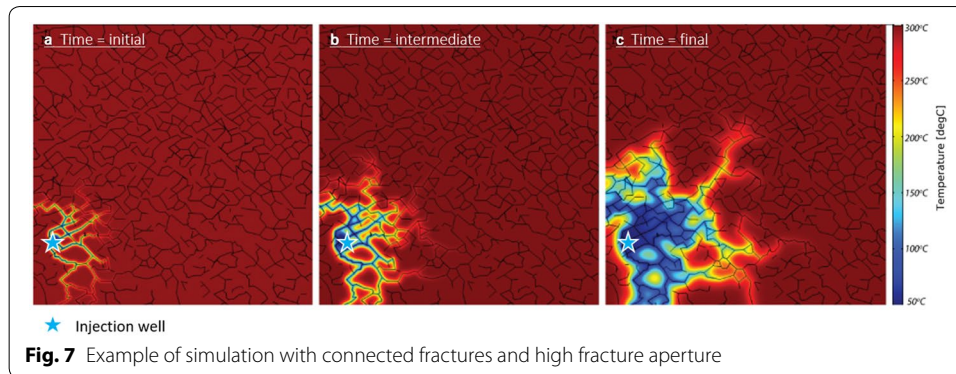 a Time = initial
b Time = intermediate
c Time = final
300°C
250°C
200°C
150°C
100°C
50°C
Temperature [degC]
Injection well
Fig. 7 Example of simulation with connected fractures and high fracture aperture